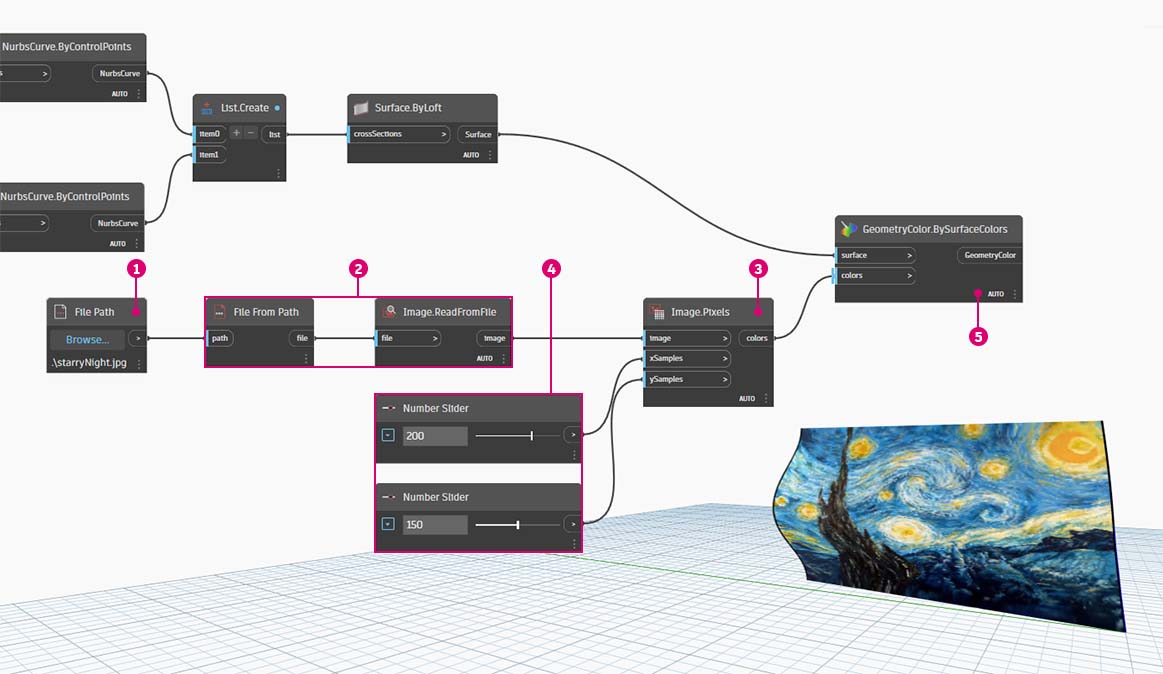 NurbsCurve.ByControlPoints
s > NurbsCurve
AUTO
List.Create
item0 + - list
item1
Surface.ByLoft
crossSections > Surface
AUTO
NurbsCurve.ByControlPoints
s > NurbsCurve
AUTO
GeometryColor.BySurfaceColors
surface > GeometryColor
colors >
AUTO
5
1
2
4
3
File Path
Browse... >
.\starryNight.jpg
File From Path
path file
Image.ReadFromFile
file > image
AUTO
Image.Pixels
image > colors
xSamples >
ySamples >
AUTO
Number Slider
200 >
Number Slider
150 >